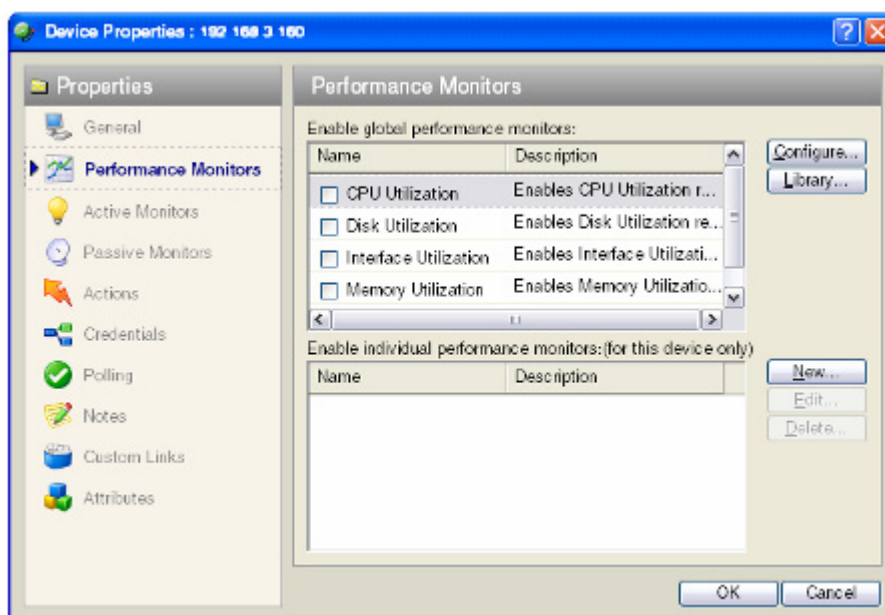 Device Properties : 192 168 3 160
Properties
General
Performance Monitors
Active Monitors
Passive Monitors
Actions
Credentials
Polling
Notes
Custom Links
Attributes
Performance Monitors
Enable global performance monitors:
Name Description
CPU Utilization Enables CPU Utilization r...
Disk Utilization Enables Disk Utilization re...
Interface Utilization Enables Interface Utilizati...
Memory Utilization Enables Memory Utilizatio...
Configure...
Library...
Enable individual performance monitors:(for this device only)
Name Description
New...
Edit...
Delete...
OK Cancel